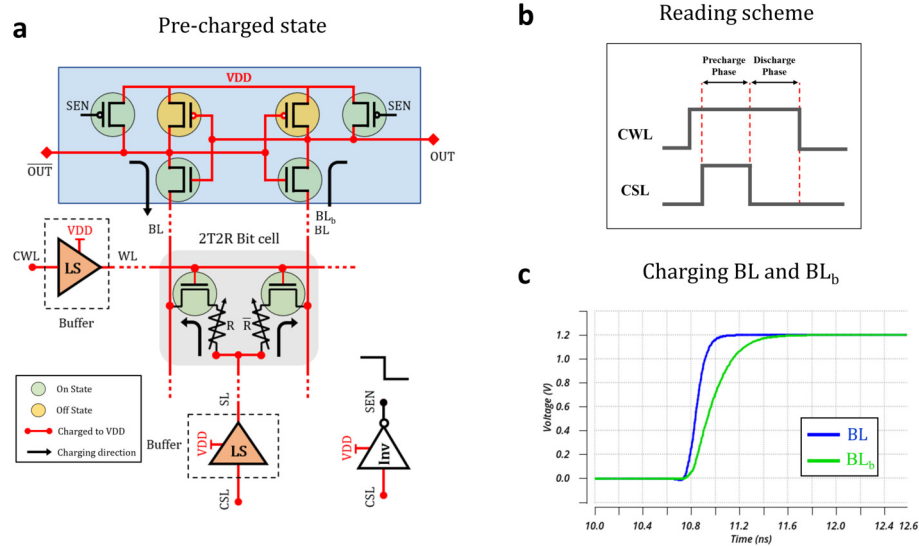 a
Pre-charged state
VDD
SEN
SEN
OUT
OUT
BL
BL_b
BL
2T2R Bit cell
CWL
VDD
LS
WL
Buffer
R
R
On State
Off State
Charged to VDD
Charging direction
SL
Buffer
VDD
LS
CSL
SEN
VDD
Inv
CSL
b
Reading scheme
Precharge
Phase
Discharge
Phase
CWL
CSL
c
Charging BL and BL_b
Voltage (V)
1.2
1.0
0.8
0.6
0.4
0.2
0.0
BL
BL_b
10.0 10.4 10.8 11.2 11.6 12.0 12.4 12.6
Time (ns)